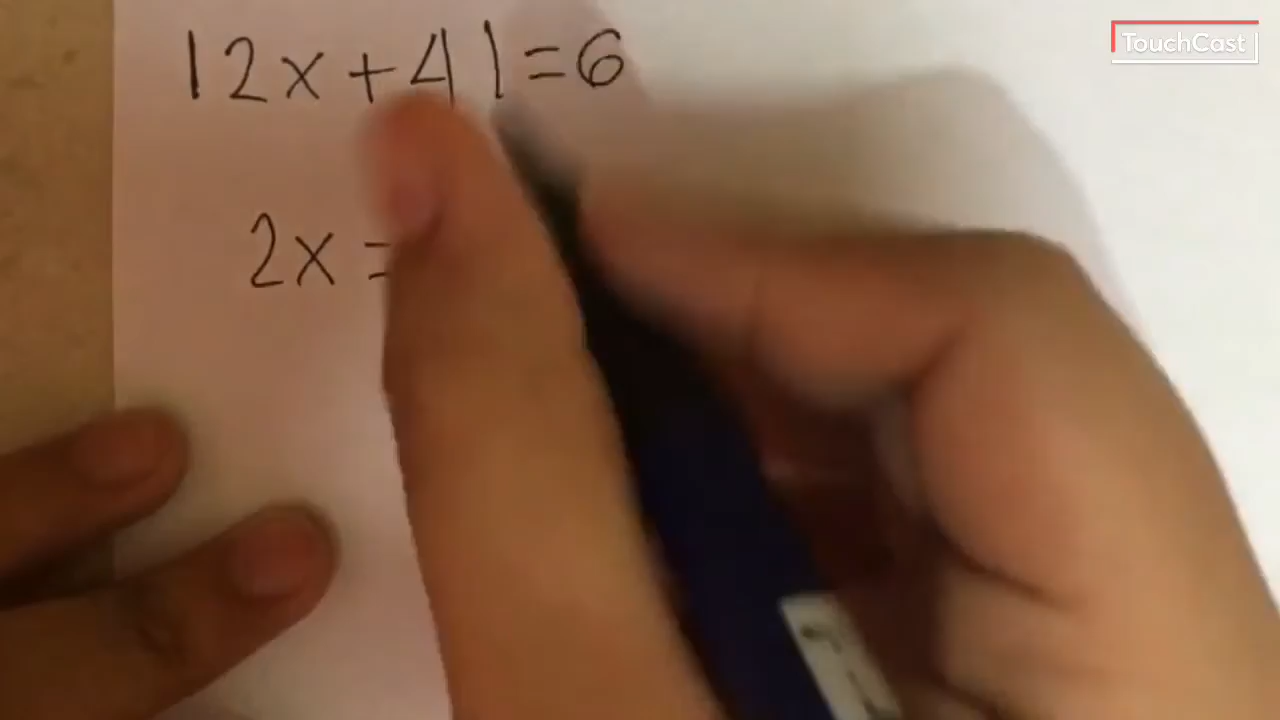 TouchCast
|2x+4|=6
2x =